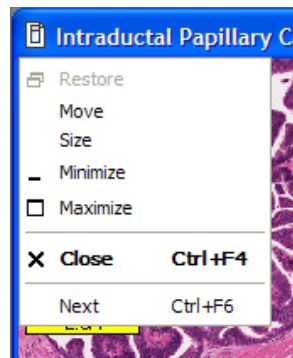 Intraductal Papillary C
Restore
Move
Size
Minimize
Maximize
Close Ctrl+F4
Next Ctrl+F6